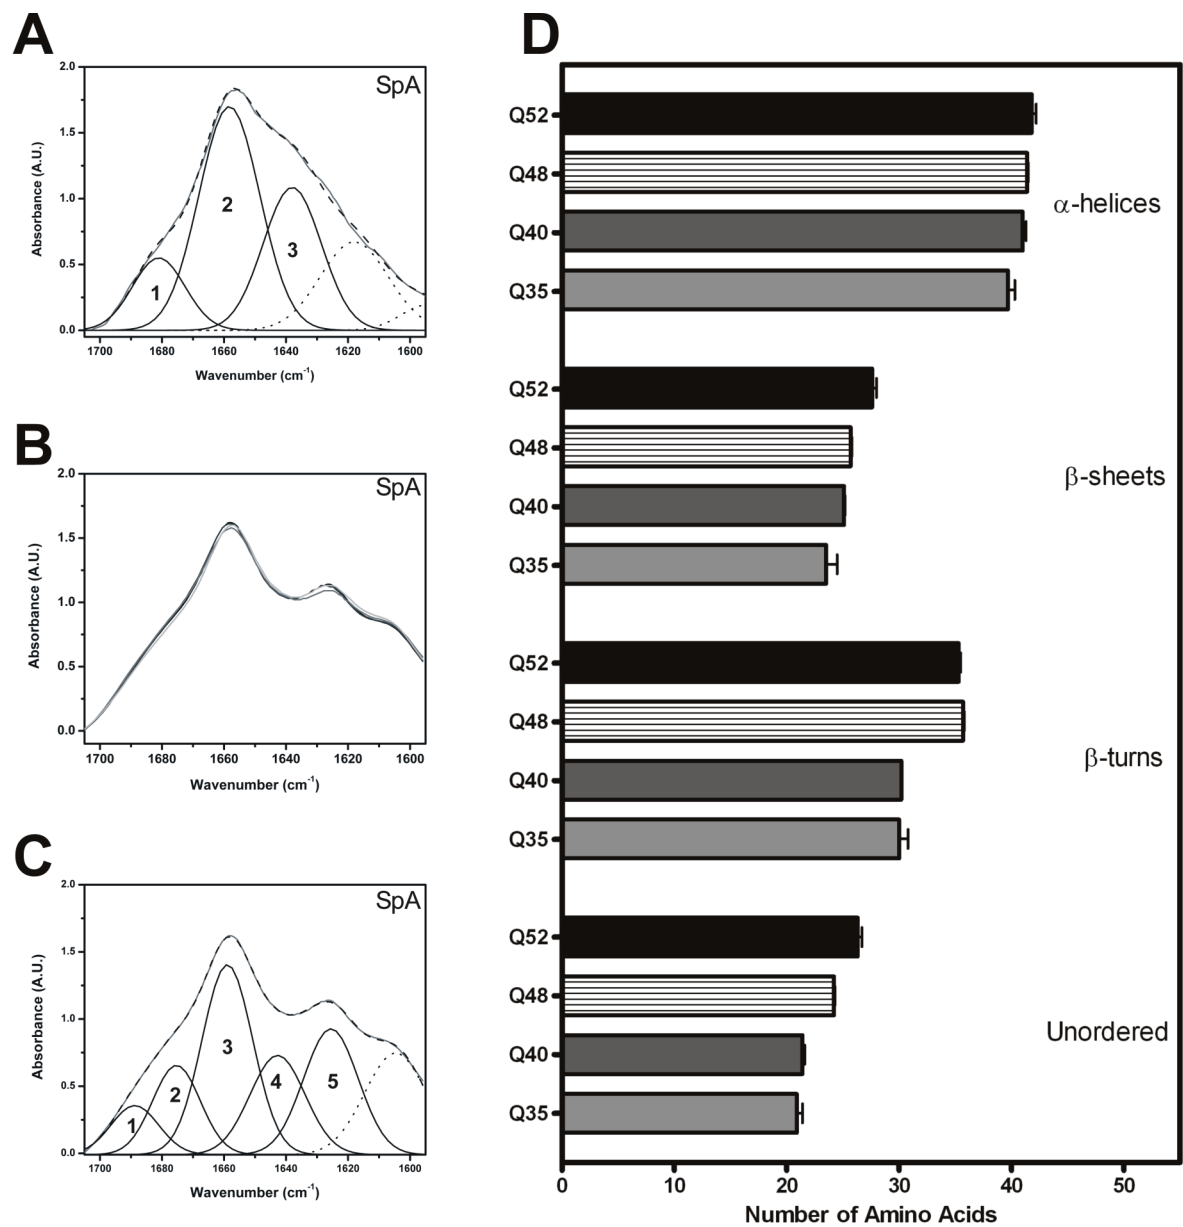 A
SpA
2.0
1.5
1.0
0.5
0.0
Absorbance (A.U.)
1
2
3
1700 1680 1660 1640 1620 1600
Wavenumber (cm-1)
B
SpA
2.0
1.5
1.0
0.5
0.0
Absorbance (A.U.)
1700 1680 1660 1640 1620 1600
Wavenumber (cm-1)
C
SpA
2.0
1.5
1.0
0.5
0.0
Absorbance (A.U.)
1
2
3
4
5
1700 1680 1660 1640 1620 1600
Wavenumber (cm-1)
D
Q52
Q48
Q40
Q35
α-helices
Q52
Q48
Q40
Q35
β-sheets
Q52
Q48
Q40
Q35
β-turns
Q52
Q48
Q40
Q35
Unordered
0 10 20 30 40 50
Number of Amino Acids